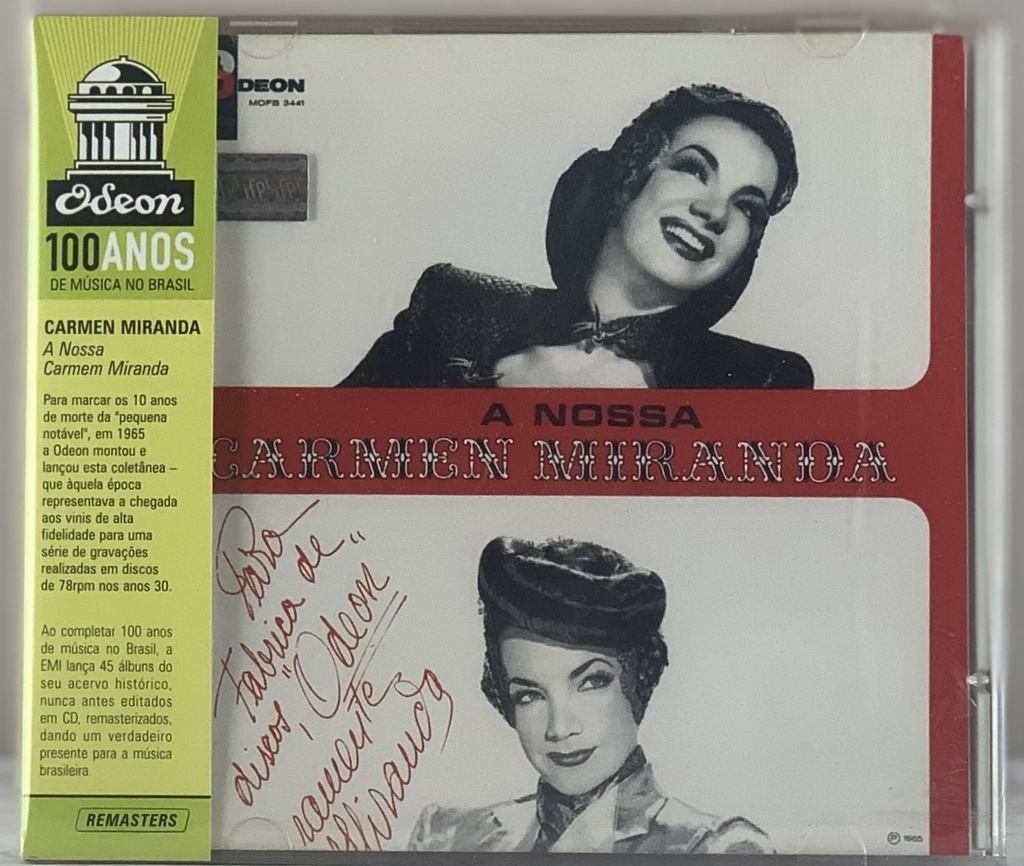 Odeon
100 ANOS
DE MÚSICA NO BRASIL
CARMEN MIRANDA
A Nossa
Carmem Miranda
Para marcar os 10 anos
de morte da "pequena
notável", em 1965
a Odeon montou e
lançou esta coletânea –
que àquela época
representava a chegada
aos vinis de alta
fidelidade para uma
série de gravações
realizadas em discos
de 78rpm nos anos 30.
Ao completar 100 anos
de música no Brasil, a
EMI lança 45 álbuns do
seu acervo histórico,
nunca antes editados
em CD, remasterizados,
dando um verdadeiro
presente para a música
brasileira.
REMASTERS
ODEON
MOFB 3441
ifpi
A NOSSA
CARMEN MIRANDA
Fabrica de
discos, "Odeon"
Miranda
℗ 1965